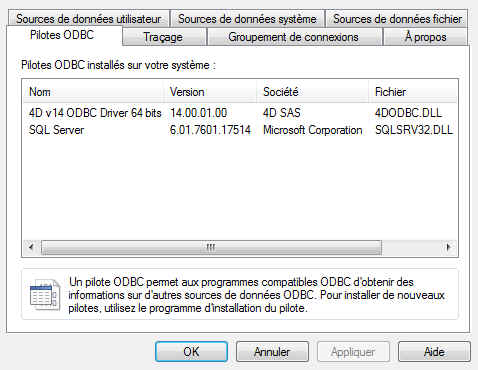 Sources de données utilisateur Sources de données système Sources de données fichier
Pilotes ODBC Traçage Groupement de connexions À propos
Pilotes ODBC installés sur votre système :
Nom Version Société Fichier
4D v14 ODBC Driver 64 bits 14.00.01.00 4D SAS 4DODBC.DLL
SQL Server 6.01.7601.17514 Microsoft Corporation SQLSRV32.DLL
Un pilote ODBC permet aux programmes compatibles ODBC d'obtenir des
informations sur d'autres sources de données ODBC. Pour installer de nouveaux
pilotes, utilisez le programme d'installation du pilote.
OK Annuler Appliquer Aide